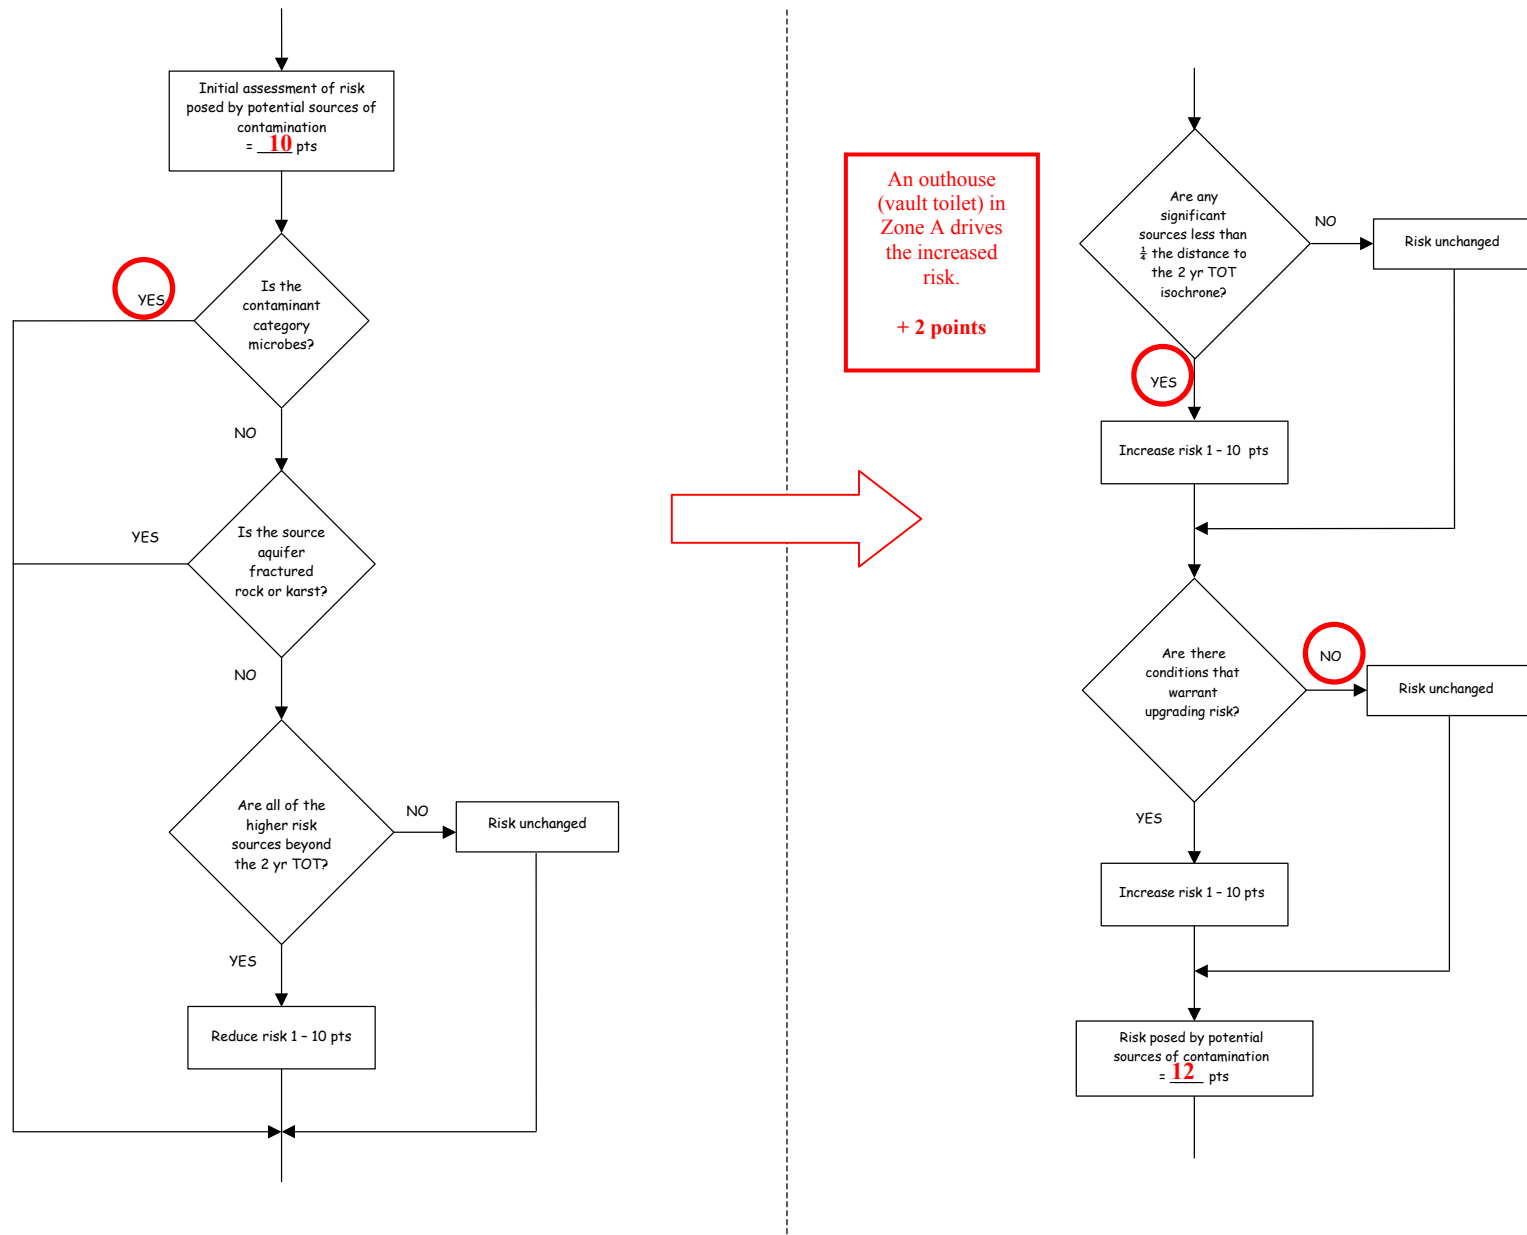 Initial assessment of risk
posed by potential sources of
contamination
= 10 pts
Is the
contaminant
category
microbes?
YES
NO
Is the source
aquifer
fractured
rock or karst?
YES
NO
Are all of the
higher risk
sources beyond
the 2 yr TOT?
NO
Risk unchanged
YES
Reduce risk 1 – 10 pts
An outhouse
(vault toilet) in
Zone A drives
the increased
risk.
+ 2 points
Are any
significant
sources less than
¼ the distance to
the 2 yr TOT
isochrone?
NO
Risk unchanged
YES
Increase risk 1 – 10 pts
Are there
conditions that
warrant
upgrading risk?
NO
Risk unchanged
YES
Increase risk 1 – 10 pts
Risk posed by potential
sources of contamination
= 12 pts